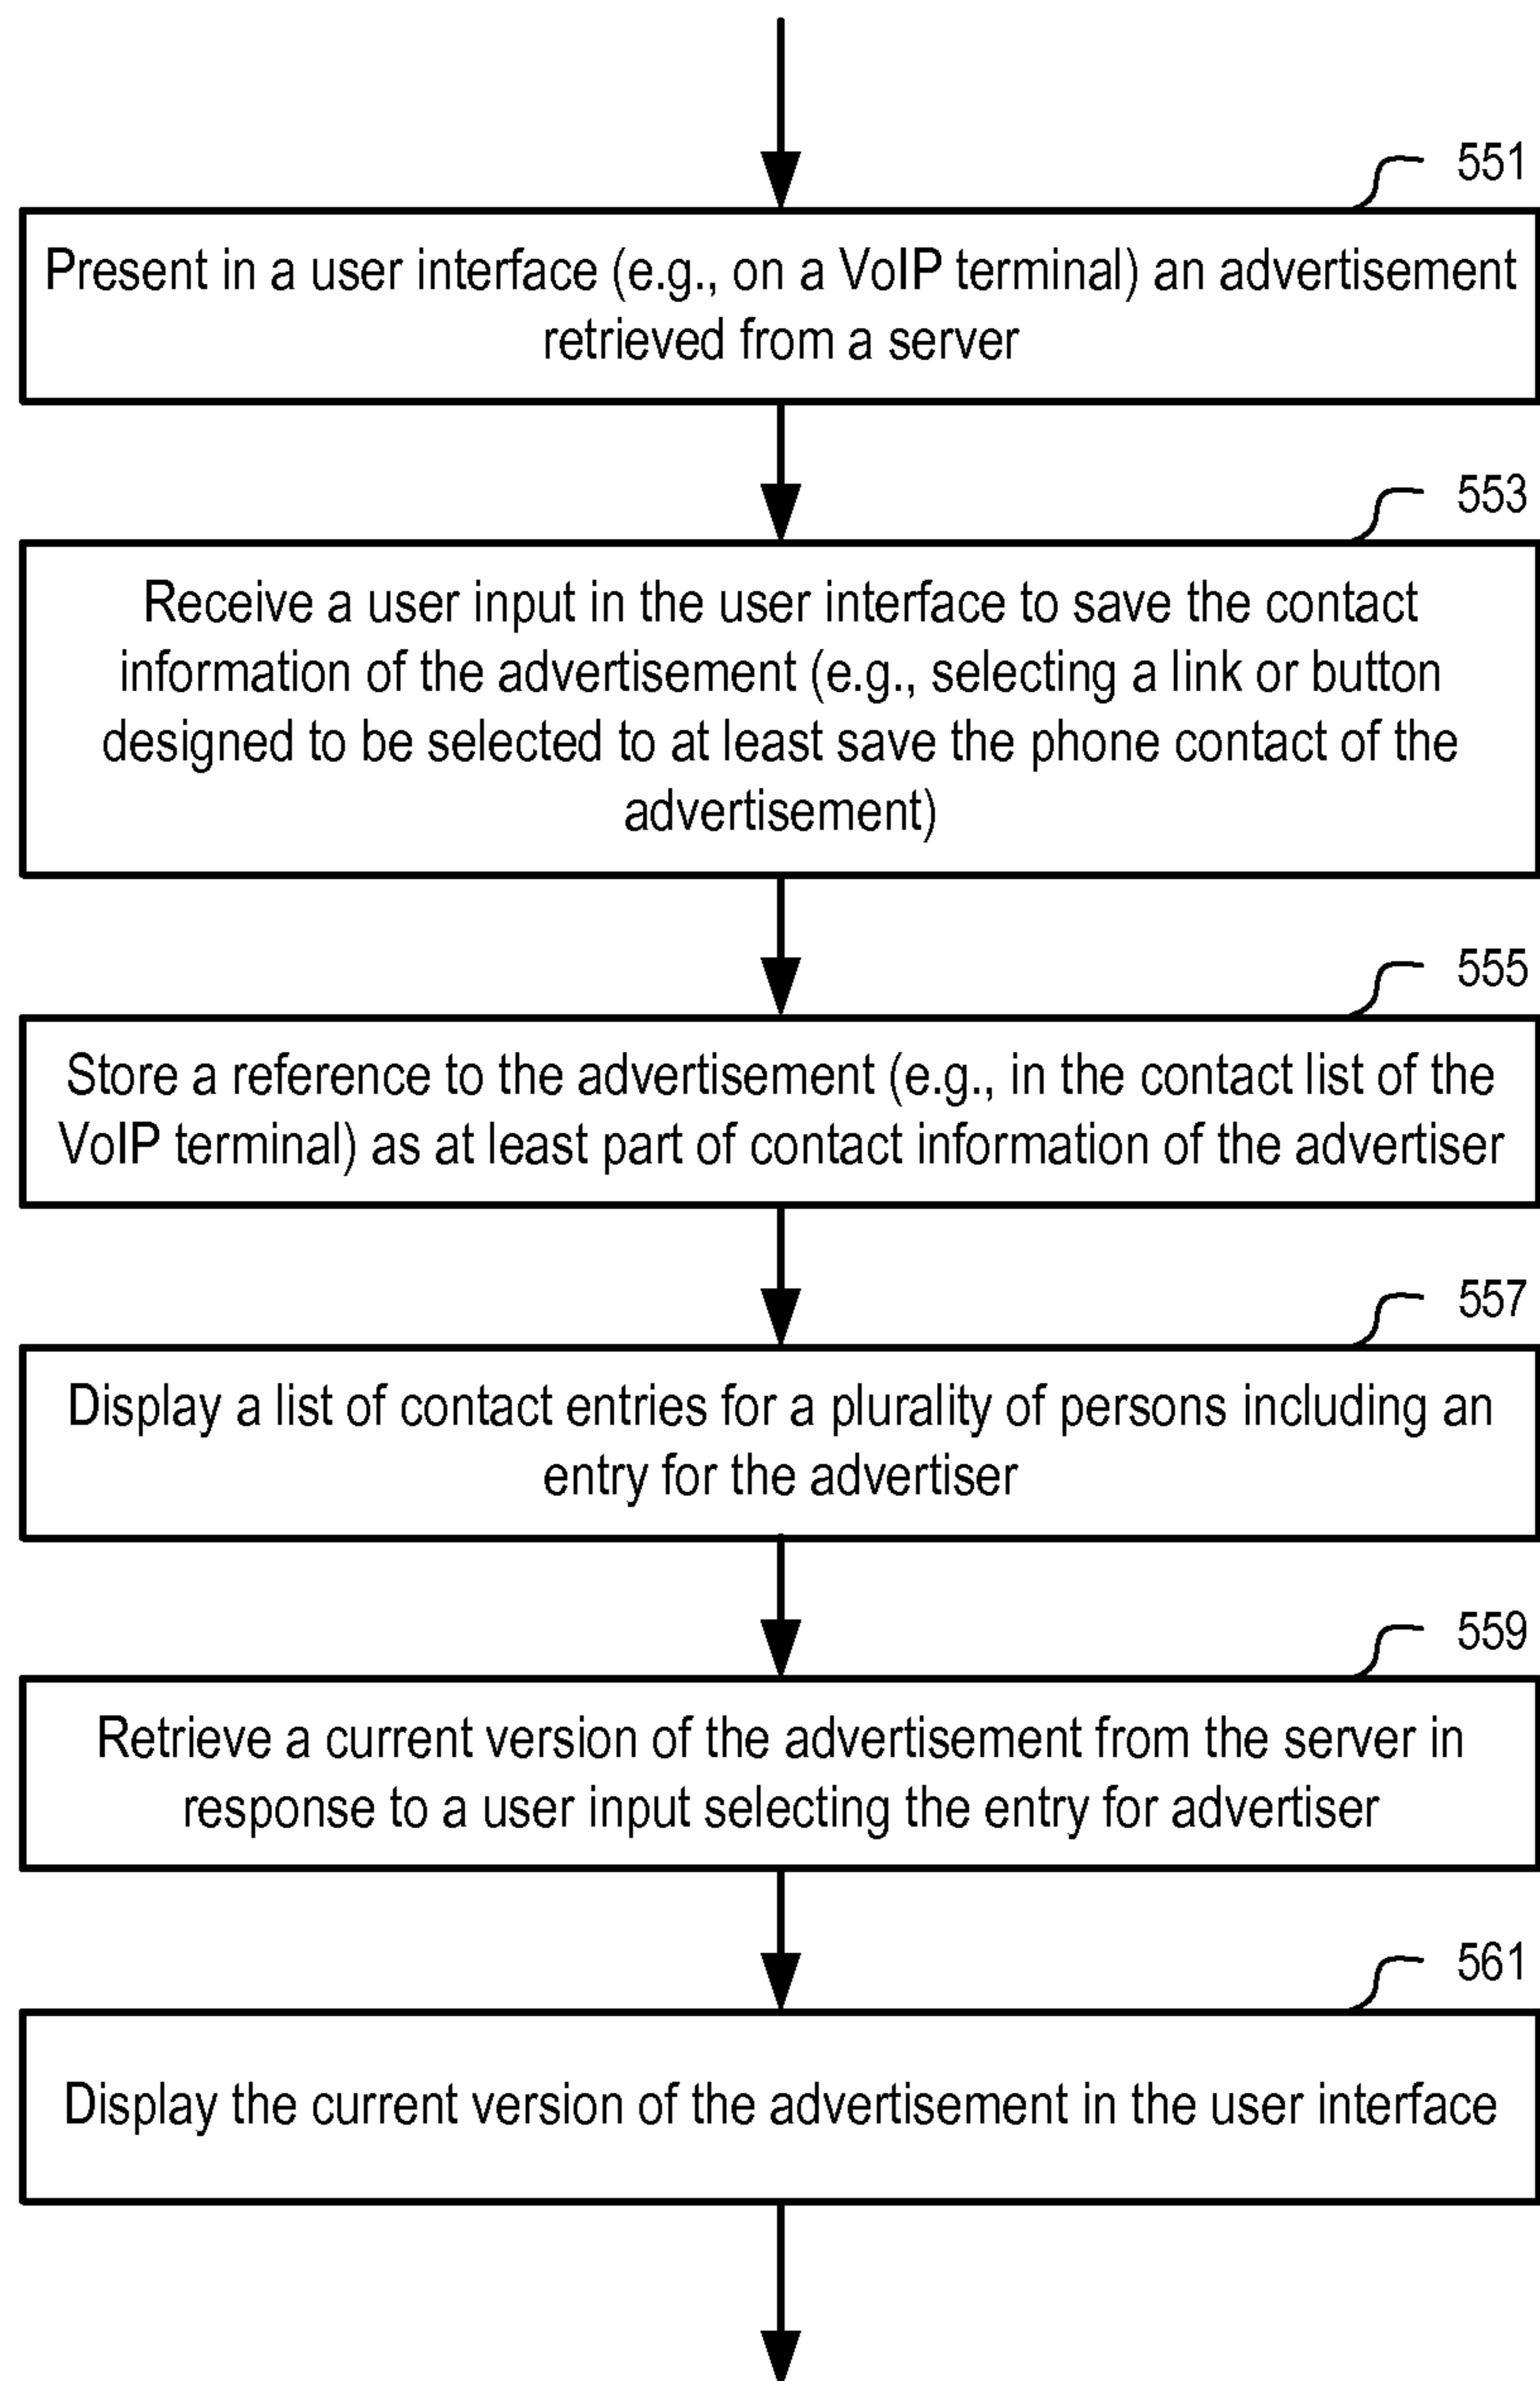 551
Present in a user interface (e.g., on a VoIP terminal) an advertisement
retrieved from a server
553
Receive a user input in the user interface to save the contact
information of the advertisement (e.g., selecting a link or button
designed to be selected to at least save the phone contact of the
advertisement)
555
Store a reference to the advertisement (e.g., in the contact list of the
VoIP terminal) as at least part of contact information of the advertiser
557
Display a list of contact entries for a plurality of persons including an
entry for the advertiser
559
Retrieve a current version of the advertisement from the server in
response to a user input selecting the entry for advertiser
561
Display the current version of the advertisement in the user interface